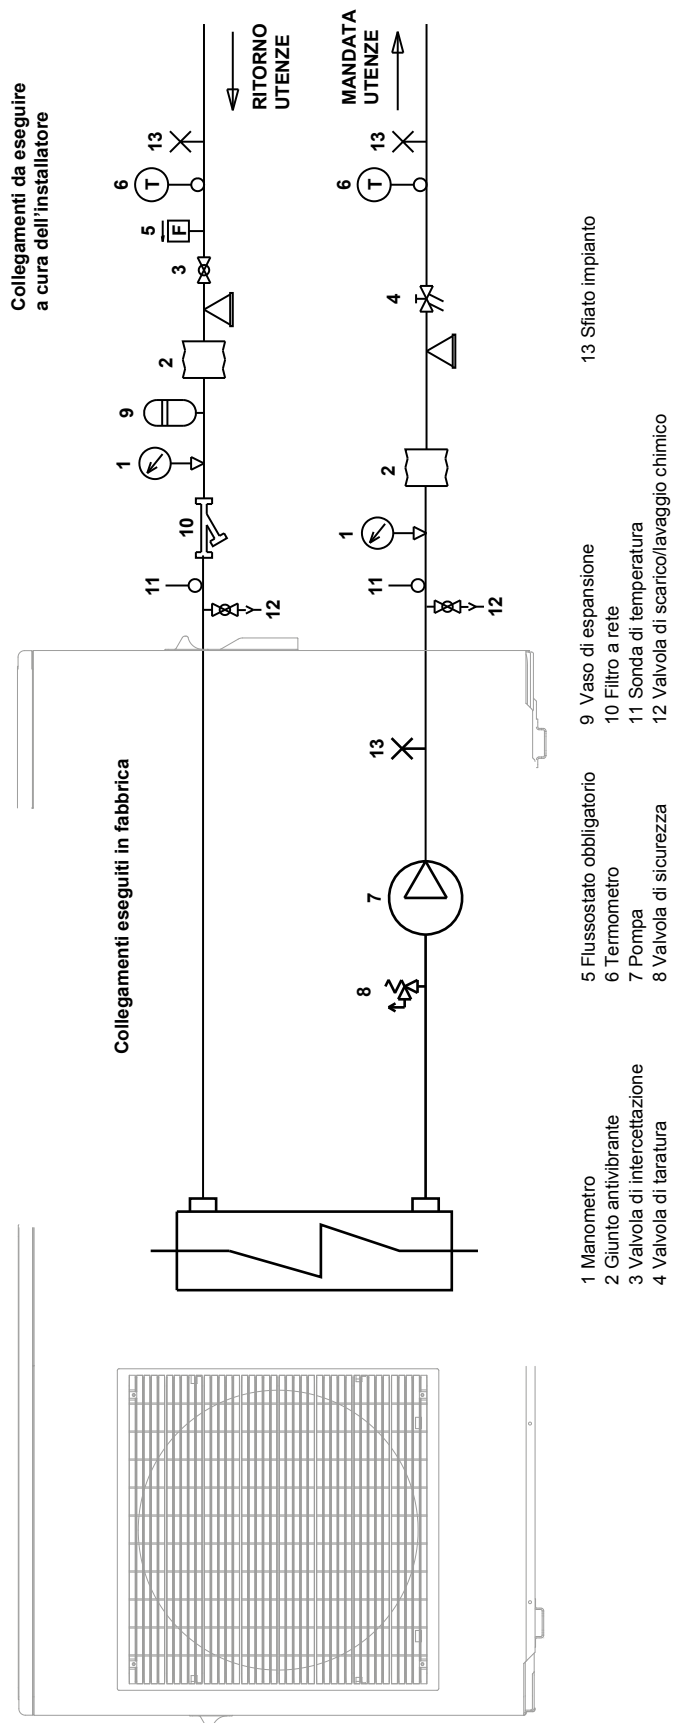 Collegamenti da eseguire
a cura dell'installatore
Collegamenti eseguiti in fabbrica
11
10
1
9
2
3
5
F
6
T
13
12
RITORNO
UTENZE
8
7
13
11
1
2
4
6
T
13
12
MANDATA
UTENZE
1 Manometro
2 Giunto antivibrante
3 Valvola di intercettazione
4 Valvola di taratura
5 Flussostato obbligatorio
6 Termometro
7 Pompa
8 Valvola di sicurezza
9 Vaso di espansione
10 Filtro a rete
11 Sonda di temperatura
12 Valvola di scarico/lavaggio chimico
13 Sfiato impianto